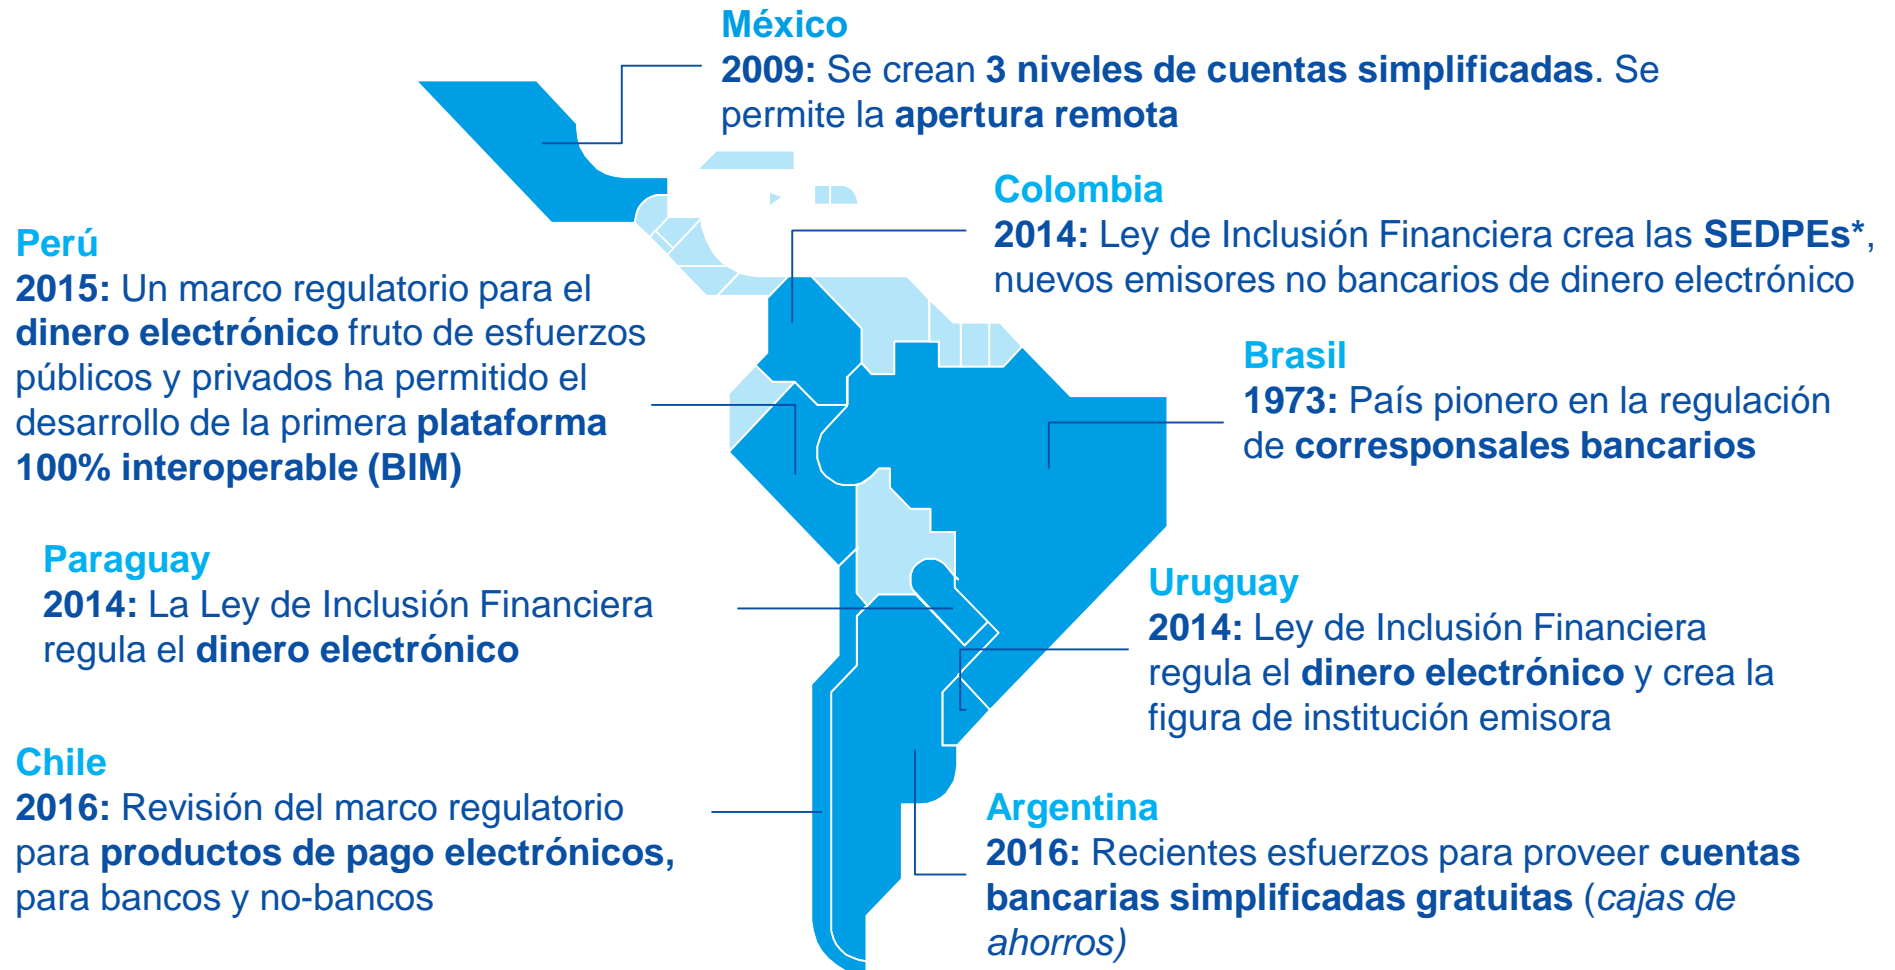 México
2009: Se crean 3 niveles de cuentas simplificadas. Se
permite la apertura remota
Colombia
2014: Ley de Inclusión Financiera crea las SEDPEs*,
nuevos emisores no bancarios de dinero electrónico
Perú
2015: Un marco regulatorio para el
dinero electrónico fruto de esfuerzos
públicos y privados ha permitido el
desarrollo de la primera plataforma
100% interoperable (BIM)
Brasil
1973: País pionero en la regulación
de corresponsales bancarios
Paraguay
2014: La Ley de Inclusión Financiera
regula el dinero electrónico
Uruguay
2014: Ley de Inclusión Financiera
regula el dinero electrónico y crea la
figura de institución emisora
Chile
2016: Revisión del marco regulatorio
para productos de pago electrónicos,
para bancos y no-bancos
Argentina
2016: Recientes esfuerzos para proveer cuentas
bancarias simplificadas gratuitas (cajas de
ahorros)